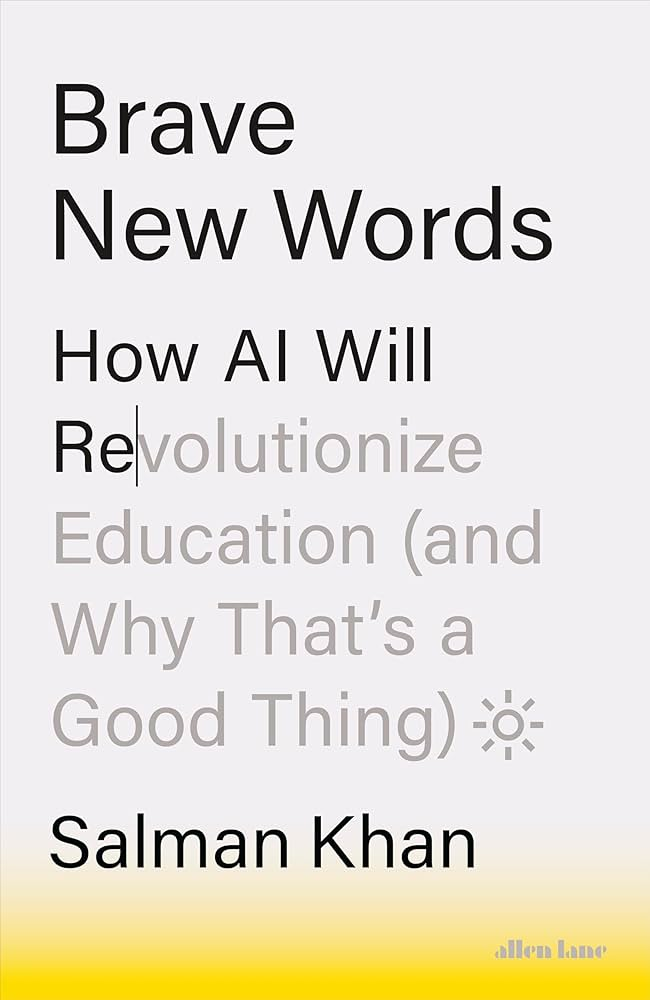 Brave
New Words
How AI Will
Revolutionize
Education (and
Why That’s a
Good Thing)
Salman Khan
allen lane